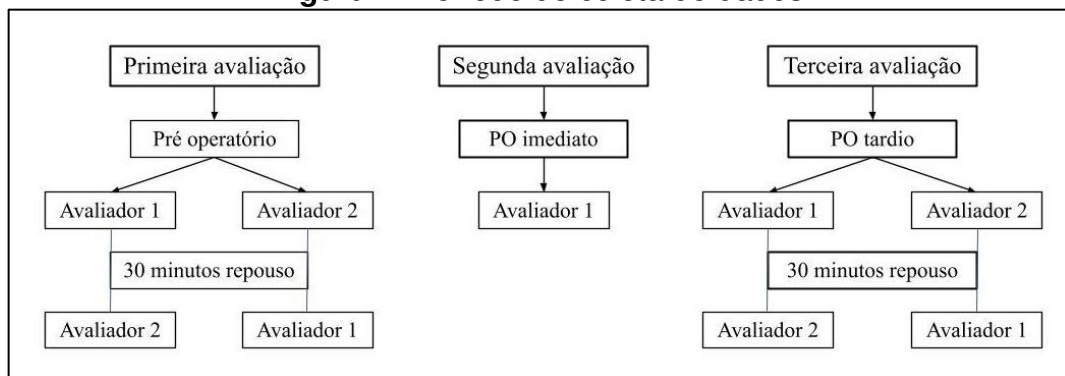 Primeira avaliação
Segunda avaliação
Terceira avaliação
Pré operatório
PO imediato
PO tardio
Avaliador 1
Avaliador 2
Avaliador 1
Avaliador 1
Avaliador 2
30 minutos repouso
30 minutos repouso
Avaliador 2
Avaliador 1
Avaliador 2
Avaliador 1